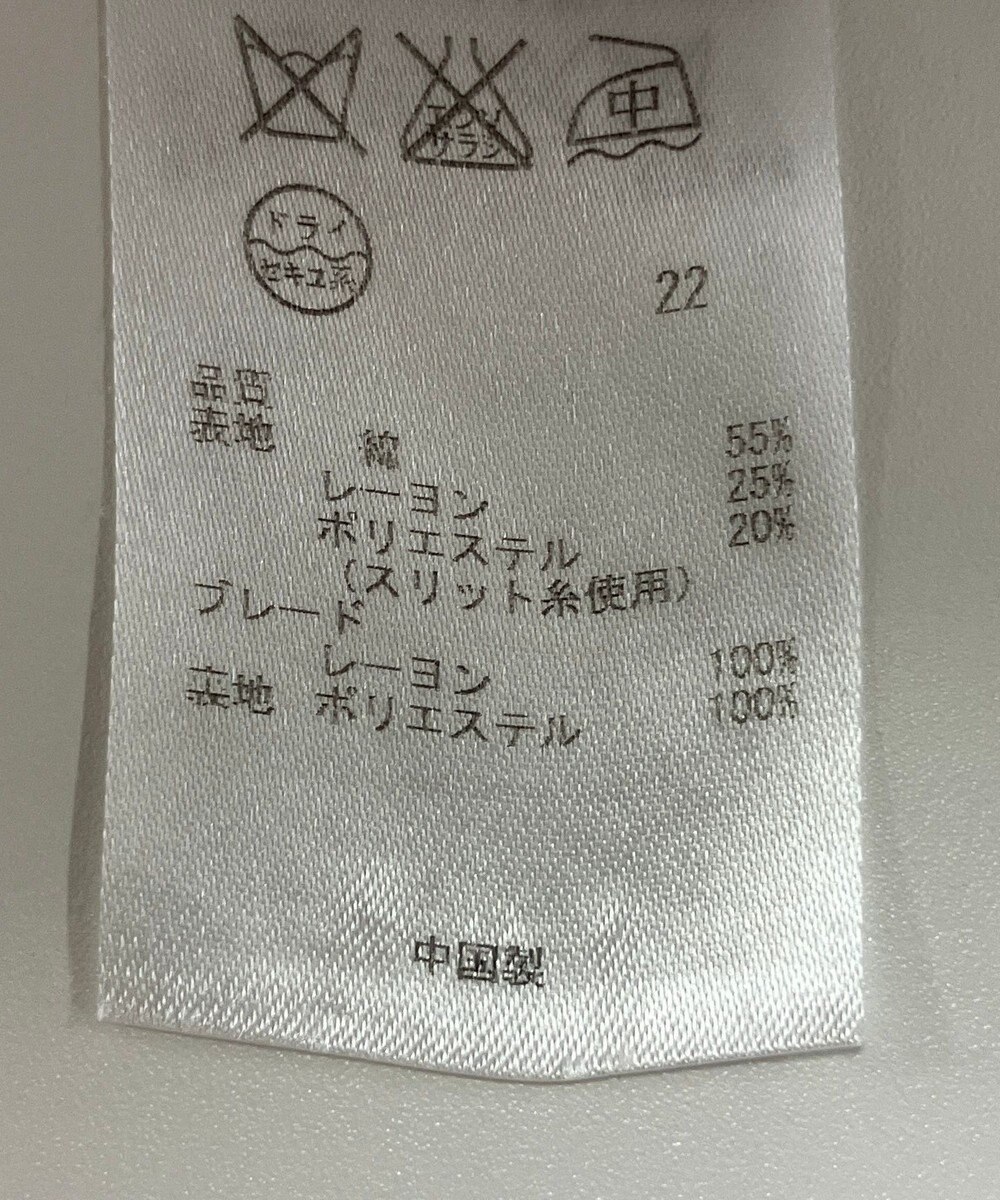 エンソ
サラシ
中
ドライ
セキユ系
22
品質
表地
綿 55%
レーヨン 25%
ポリエステル 20%
(スリット糸使用)
ブレード
レーヨン 100%
表地 ポリエステル 100%
中国製